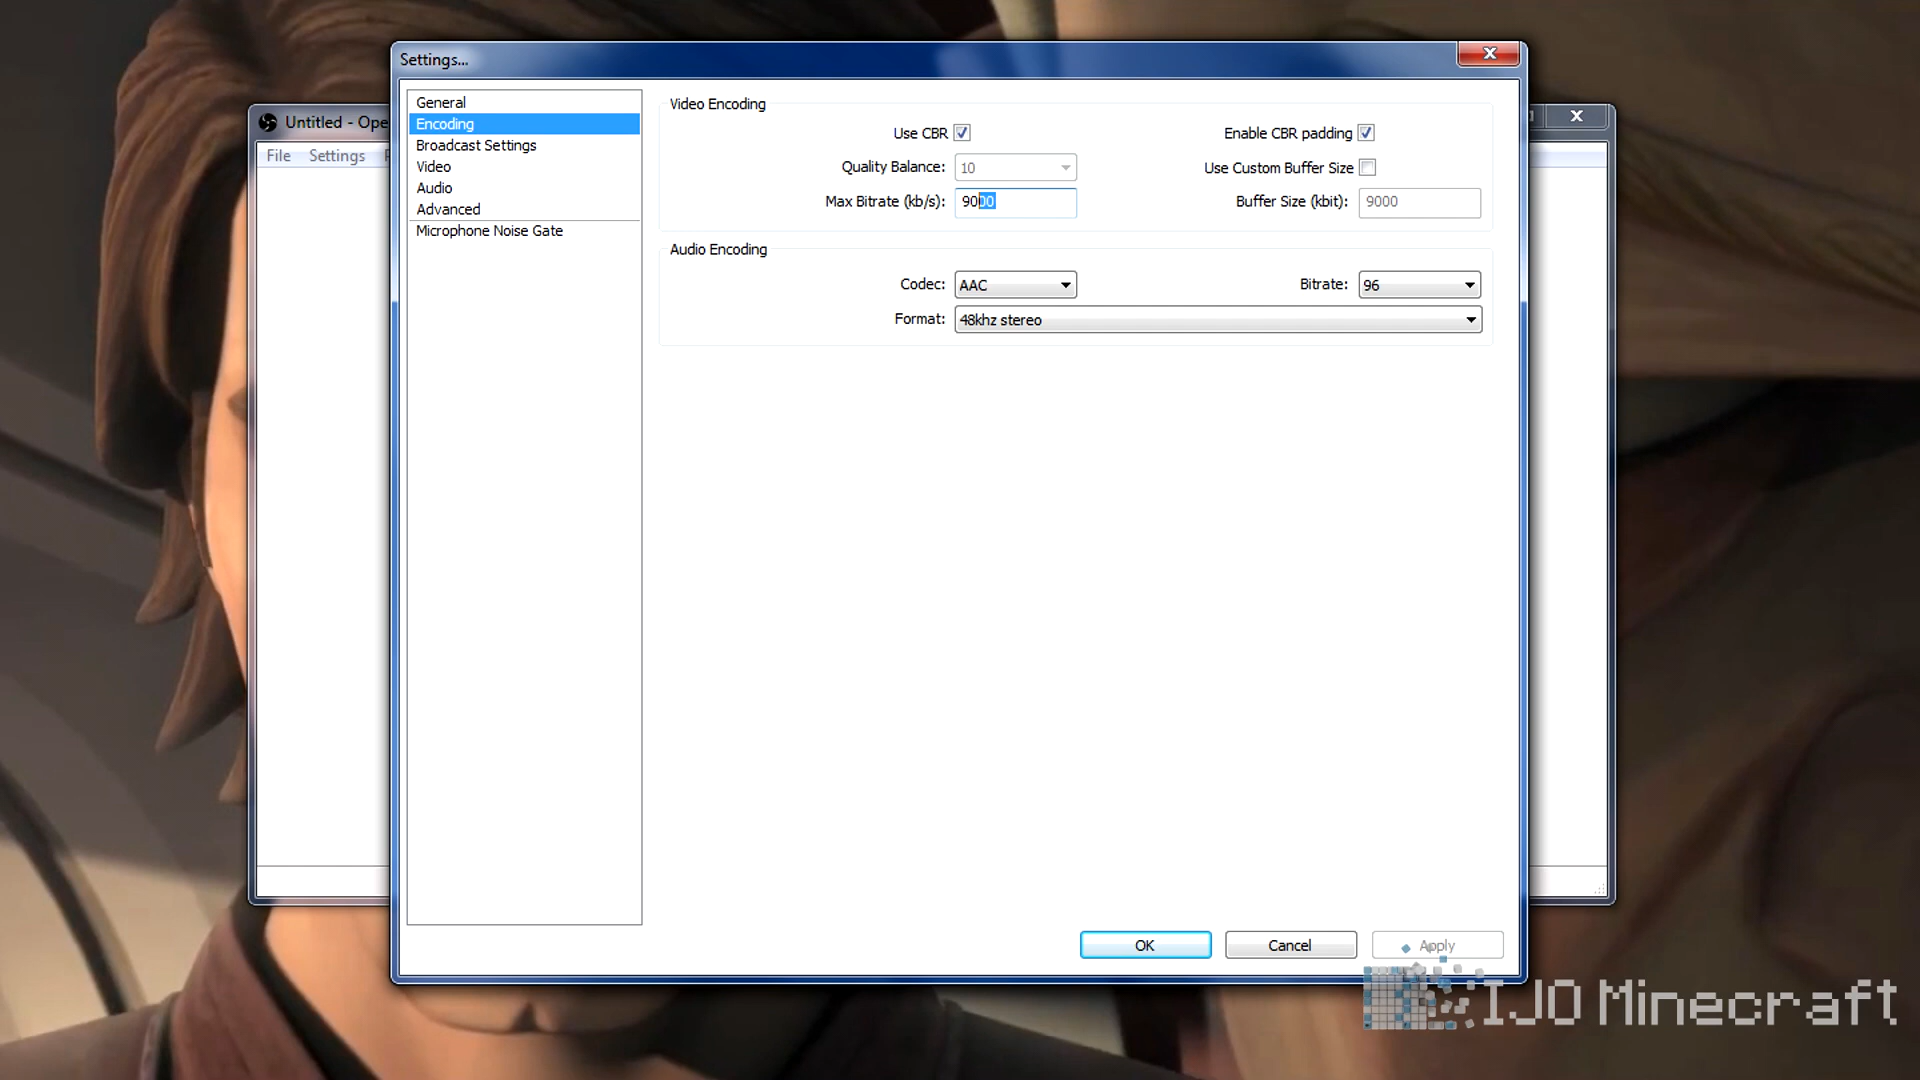 Settings...
Untitled - Ope
File Settings
General
Encoding
Broadcast Settings
Video
Audio
Advanced
Microphone Noise Gate
Video Encoding
Use CBR
Enable CBR padding
Quality Balance: 10
Use Custom Buffer Size
Max Bitrate (kb/s): 9000
Buffer Size (kbit): 9000
Audio Encoding
Codec: AAC
Bitrate: 96
Format: 48khz stereo
OK
Cancel
Apply
IJO Minecraft